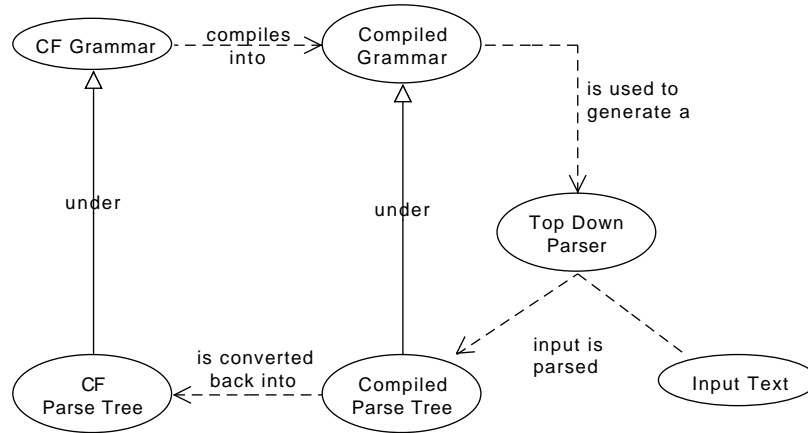 CF Grammar
compiles
into
Compiled
Grammar
is used to
generate a
under
under
Top Down
Parser
is converted
back into
input is
parsed
CF
Parse Tree
Compiled
Parse Tree
Input Text